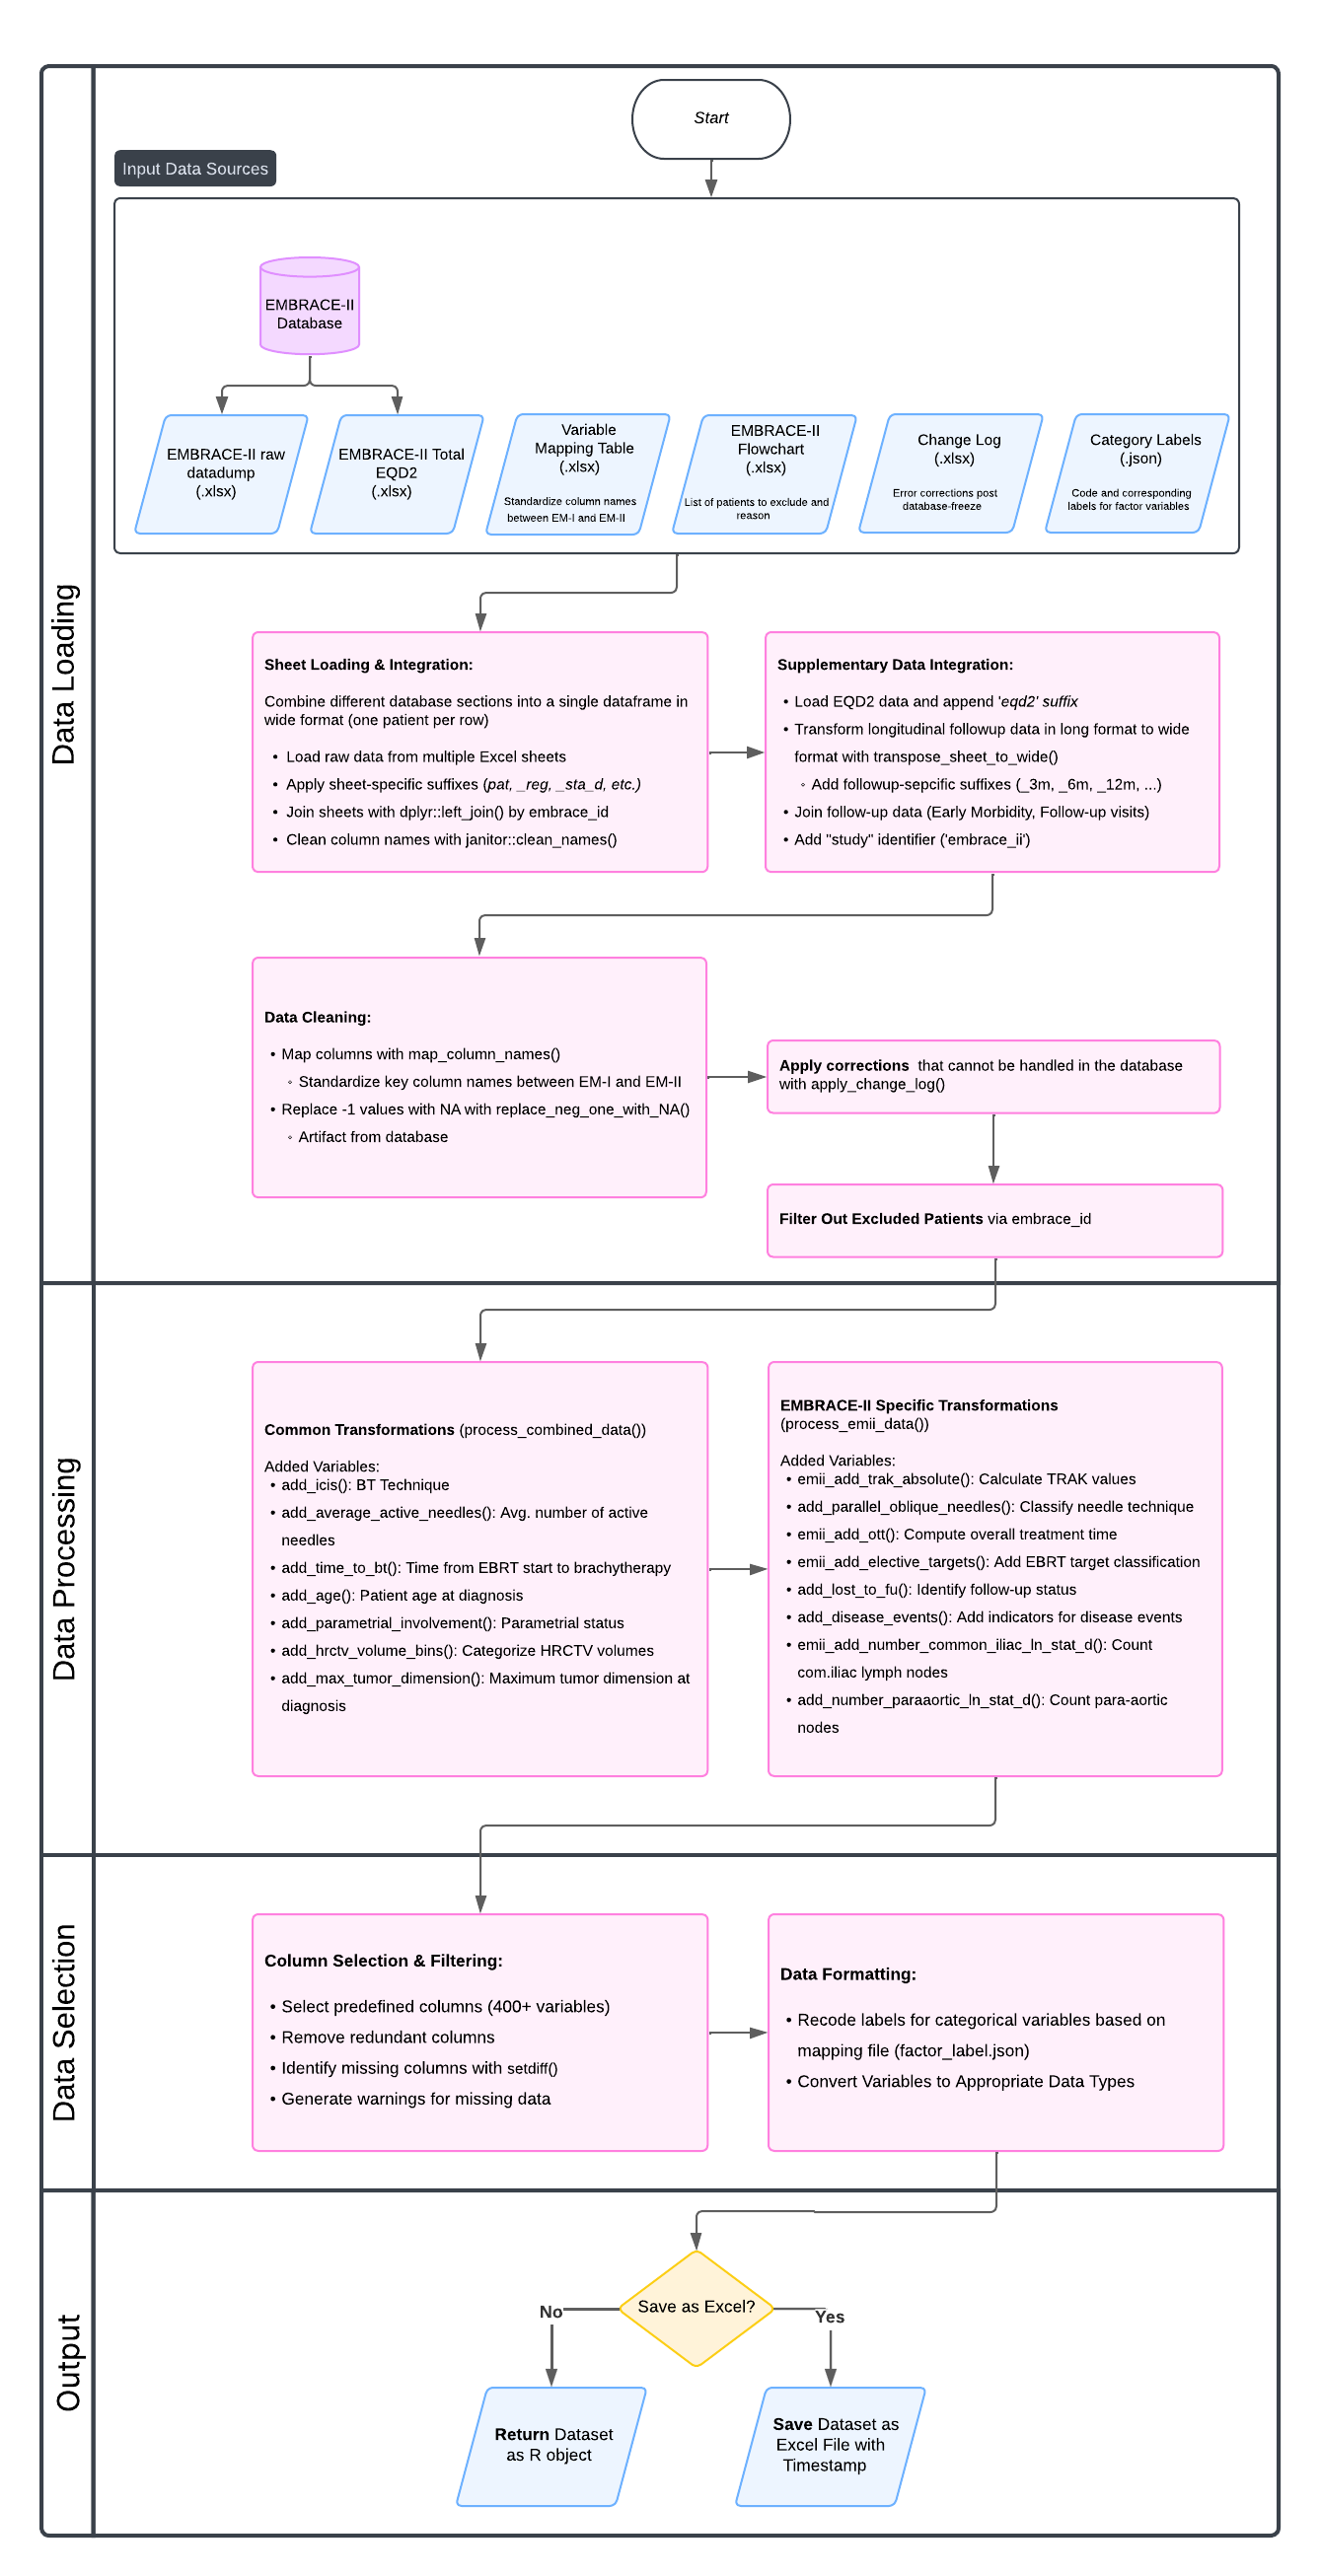 Start
Input Data Sources
EMBRACE-II
Database
EMBRACE-II raw
datadump
(.xlsx)
EMBRACE-II Total
EQD2
(.xlsx)
Variable
Mapping Table
(.xlsx)
Standardize column names
between EM-I and EM-II
EMBRACE-II
Flowchart
(.xlsx)
List of patients to exclude and
reason
Change Log
(.xlsx)
Error corrections post
database-freeze
Category Labels
(.json)
Code and corresponding
labels for factor variables
Data Loading
Sheet Loading & Integration:
Combine different database sections into a single dataframe in
wide format (one patient per row)
• Load raw data from multiple Excel sheets
• Apply sheet-specific suffixes (pat, _reg, _sta_d, etc.)
• Join sheets with dplyr::left_join() by embrace_id
• Clean column names with janitor::clean_names()
Supplementary Data Integration:
• Load EQD2 data and append 'eqd2' suffix
• Transform longitudinal followup data in long format to wide
format with transpose_sheet_to_wide()
◦ Add followup-sepcific suffixes (_3m, _6m, _12m, ...)
• Join follow-up data (Early Morbidity, Follow-up visits)
• Add "study" identifier ('embrace_ii')
Data Cleaning:
• Map columns with map_column_names()
◦ Standardize key column names between EM-I and EM-II
• Replace -1 values with NA with replace_neg_one_with_NA()
◦ Artifact from database
Apply corrections that cannot be handled in the database
with apply_change_log()
Filter Out Excluded Patients via embrace_id
Data Processing
Common Transformations (process_combined_data())
Added Variables:
• add_icis(): BT Technique
• add_average_active_needles(): Avg. number of active
needles
• add_time_to_bt(): Time from EBRT start to brachytherapy
• add_age(): Patient age at diagnosis
• add_parametrial_involvement(): Parametrial status
• add_hrctv_volume_bins(): Categorize HRCTV volumes
• add_max_tumor_dimension(): Maximum tumor dimension at
diagnosis
EMBRACE-II Specific Transformations
(process_emii_data())
Added Variables:
• emii_add_trak_absolute(): Calculate TRAK values
• add_parallel_oblique_needles(): Classify needle technique
• emii_add_ott(): Compute overall treatment time
• emii_add_elective_targets(): Add EBRT target classification
• add_lost_to_fu(): Identify follow-up status
• add_disease_events(): Add indicators for disease events
• emii_add_number_common_iliac_ln_stat_d(): Count
com.iliac lymph nodes
• add_number_paraaortic_ln_stat_d(): Count para-aortic
nodes
Data Selection
Column Selection & Filtering:
• Select predefined columns (400+ variables)
• Remove redundant columns
• Identify missing columns with setdiff()
• Generate warnings for missing data
Data Formatting:
• Recode labels for categorical variables based on
mapping file (factor_label.json)
• Convert Variables to Appropriate Data Types
Output
Save as Excel?
No
Yes
Return Dataset
as R object
Save Dataset as
Excel File with
Timestamp